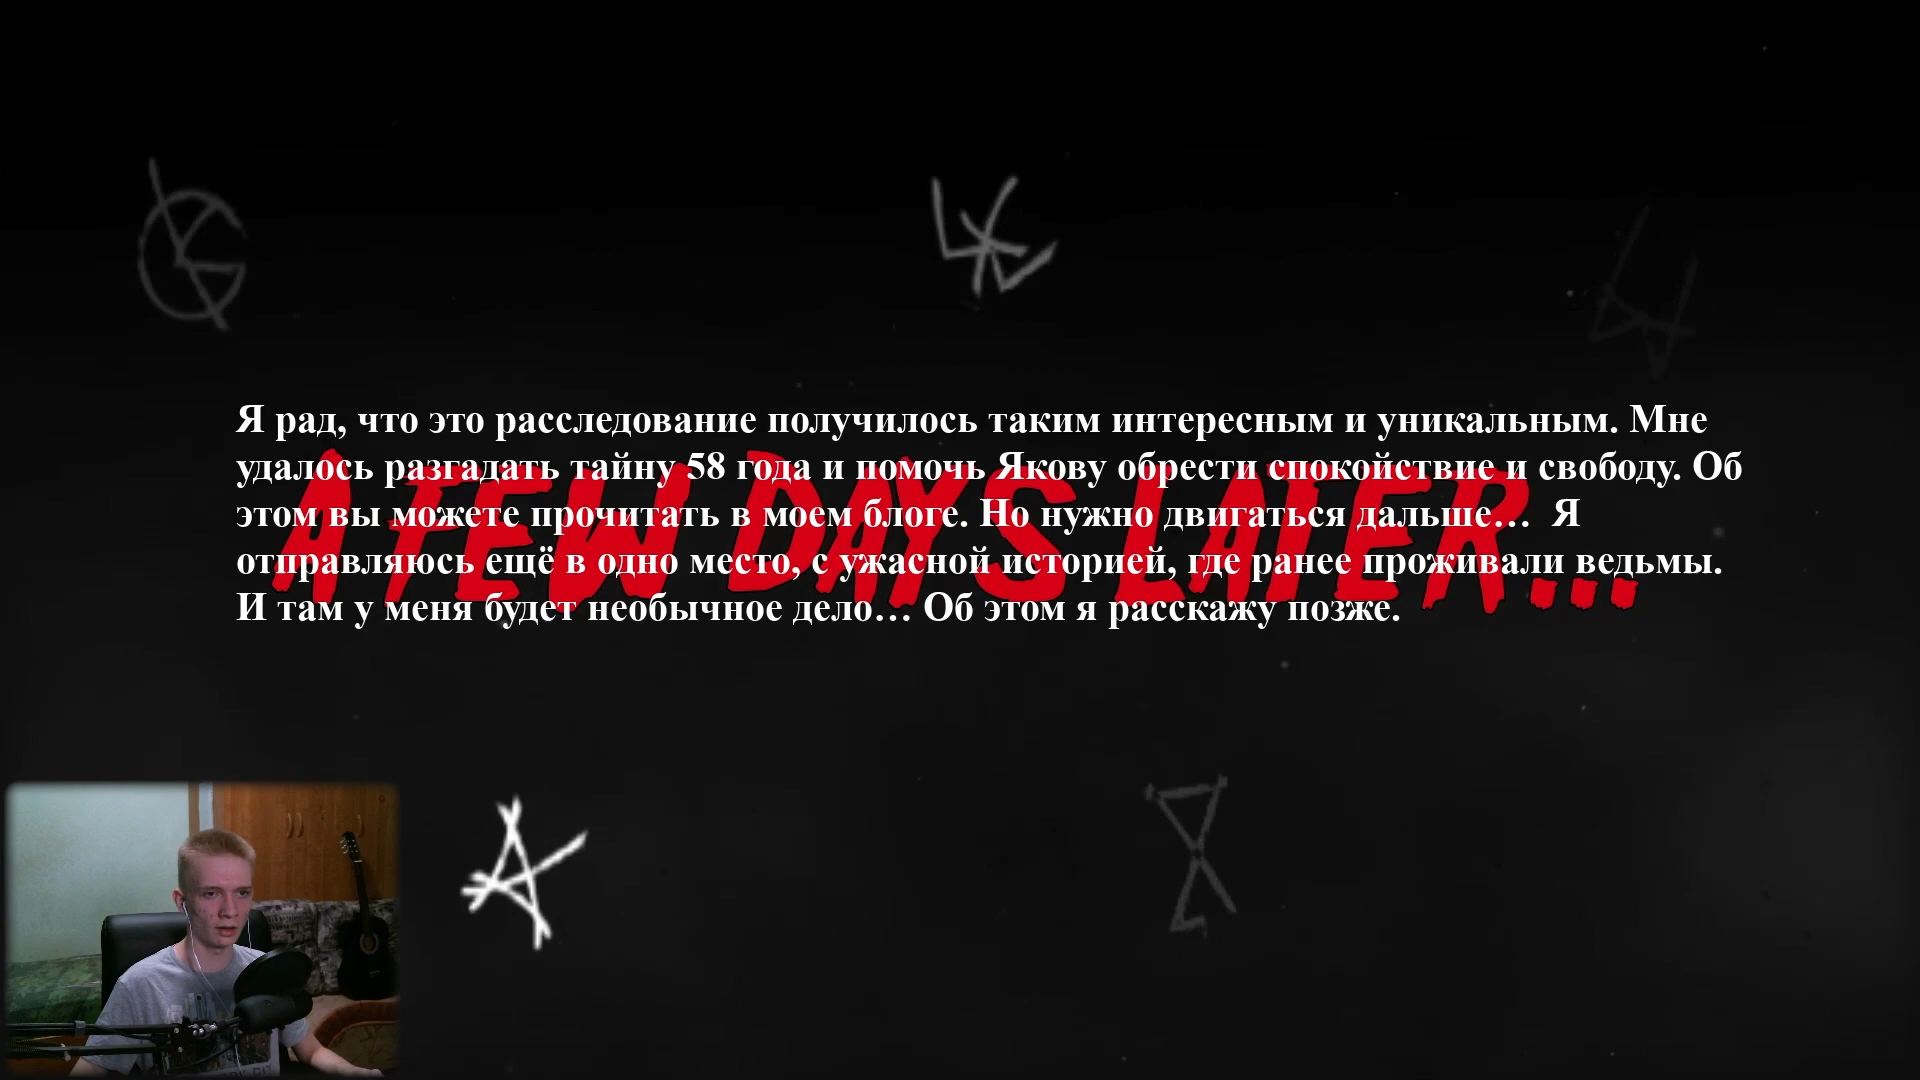 Я рад, что это расследование получилось таким интересным и уникальным. Мне
удалось разгадать тайну 58 года и помочь Якову обрести спокойствие и свободу. Об
этом вы можете прочитать в моем блоге. Но нужно двигаться дальше… Я
отправляюсь ещё в одно место, с ужасной историей, где ранее проживали ведьмы.
И там у меня будет необычное дело… Об этом я расскажу позже.
A FEW DAYS LATER...